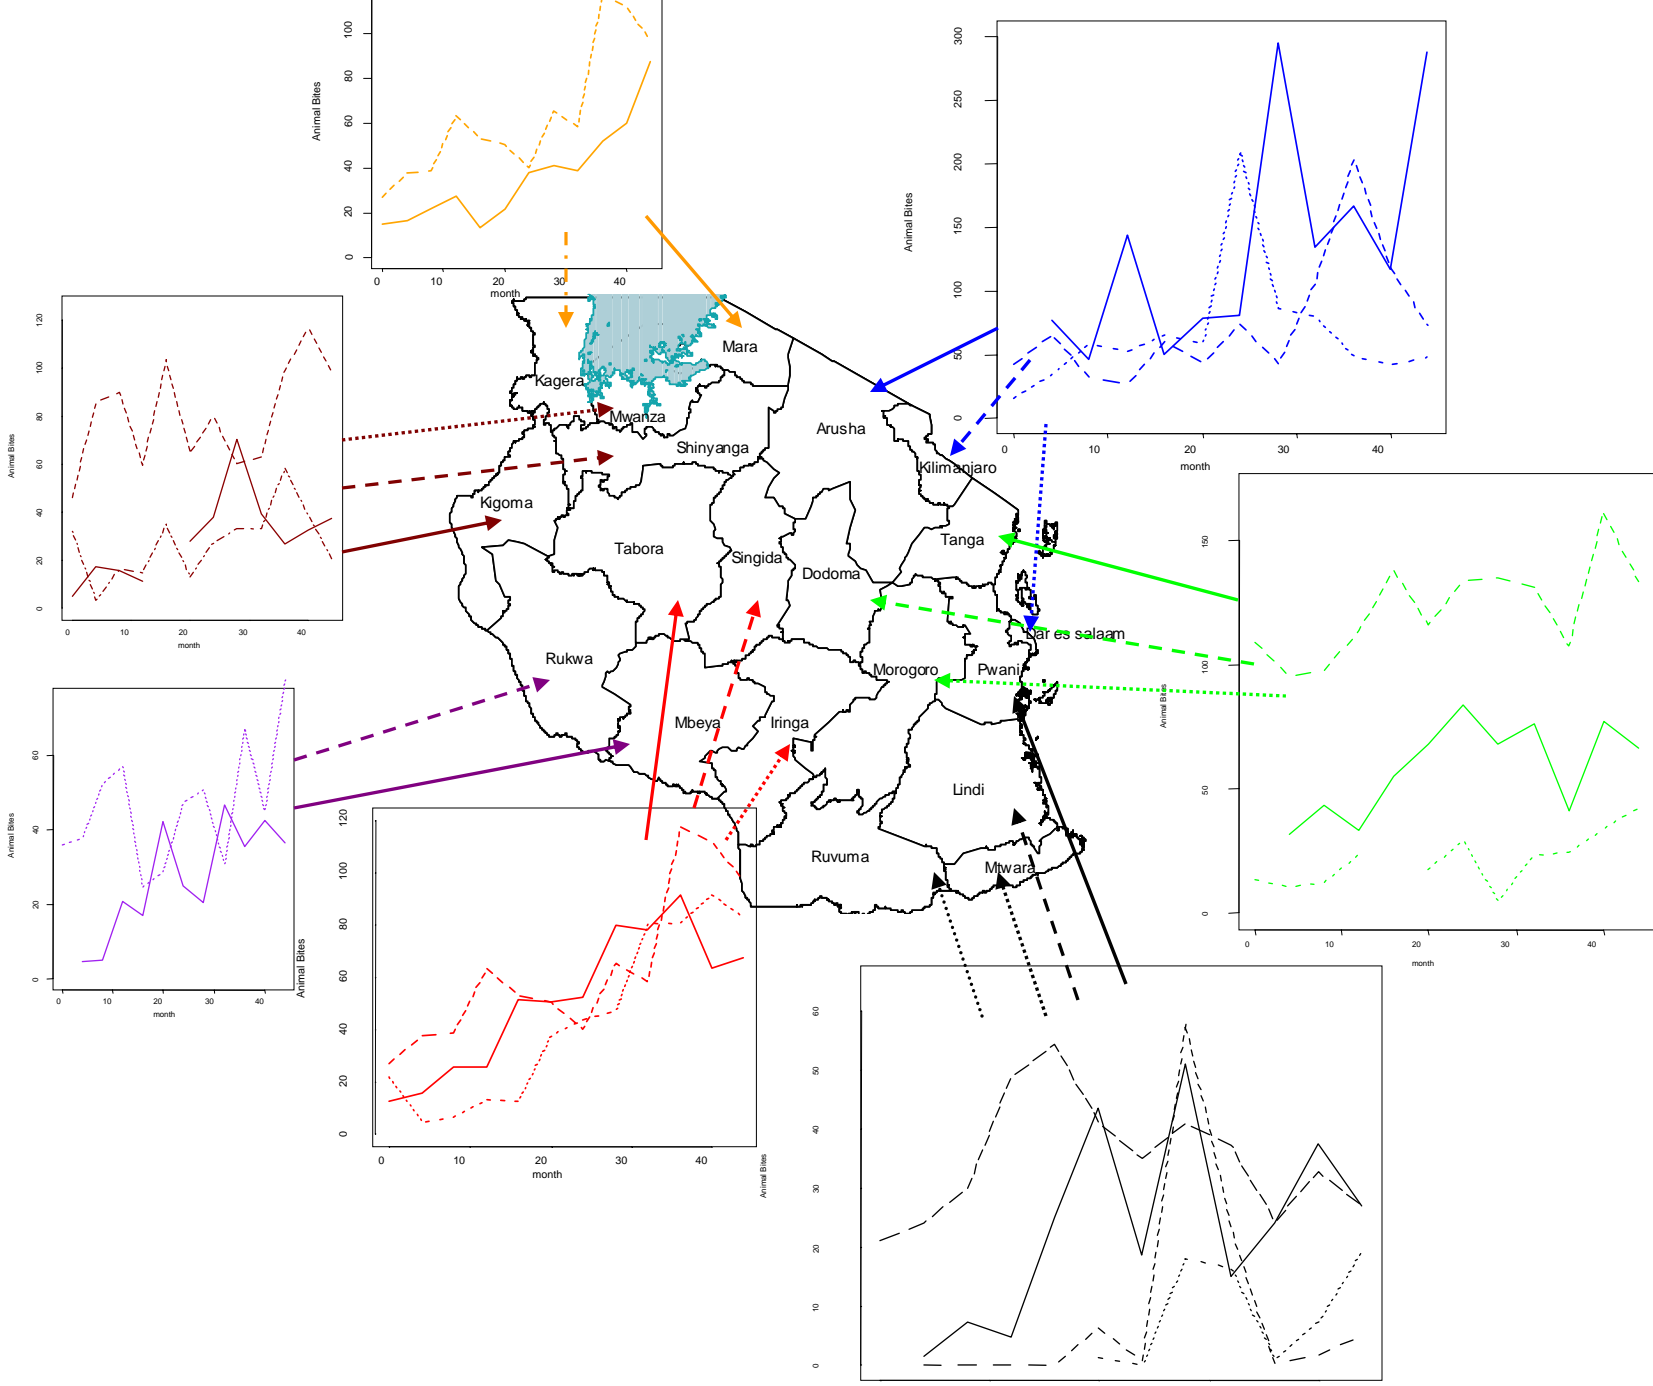 Animal Bites
0 20 40 60 80 100
0 10 20 30 40
month
Animal Bites
0 50 100 150 200 250 300
0 10 20 30 40
month
Animal Bites
0 20 40 60 80 100 120
0 10 20 30 40
month
Mara
Kagera
Mwanza
Arusha
Shinyanga
Kilimanjaro
Kigoma
Tanga
Tabora
Singida
Dodoma
Dar es salaam
Rukwa
Morogoro
Pwani
Mbeya
Iringa
Lindi
Ruvuma
Mtwara
Animal Bites
0 50 100 150
0 10 20 30 40
month
Animal Bites
0 20 40 60
0 10 20 30 40
month
Animal Bites
0 20 40 60 80 100 120
0 10 20 30 40
month
Animal Bites
0 10 20 30 40 50 60